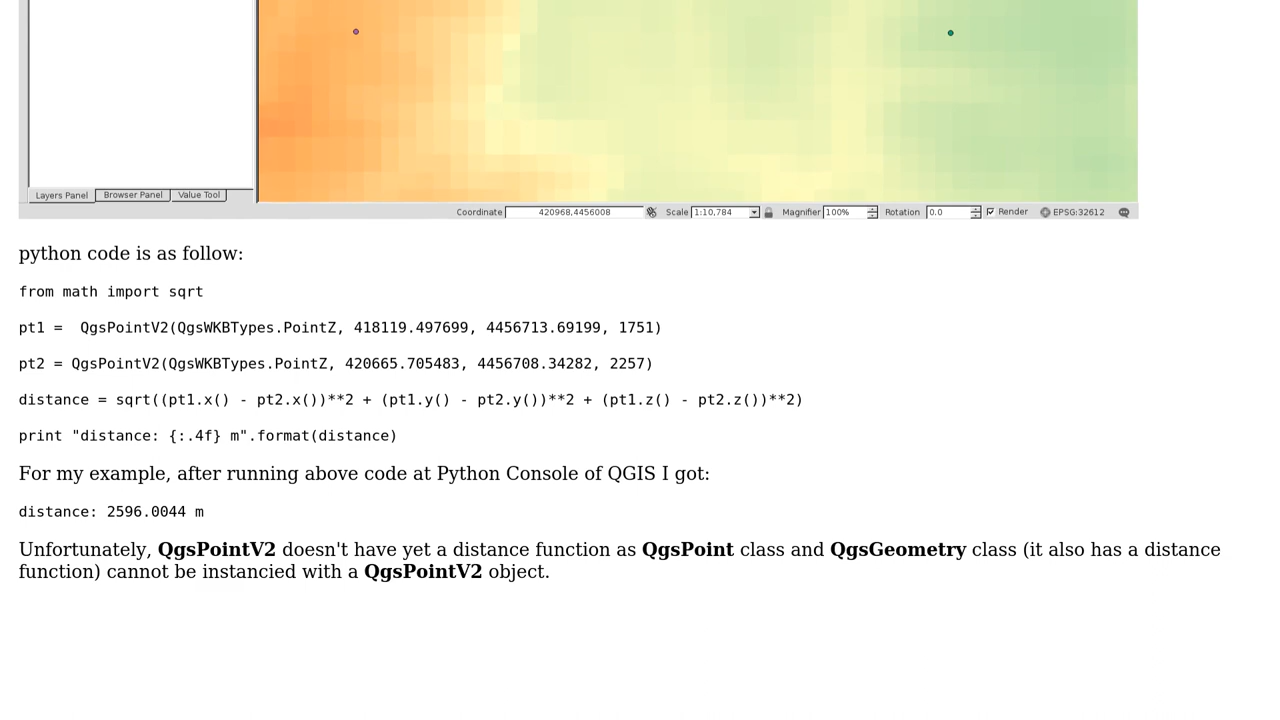 Layers Panel Browser Panel Value Tool
Coordinate 420968,4456008 Scale 1:10,784 Magnifier 100% Rotation 0.0 Render EPSG:32612
python code is as follow:
from math import sqrt
pt1 =  QgsPointV2(QgsWKBTypes.PointZ, 418119.497699, 4456713.69199, 1751)
pt2 = QgsPointV2(QgsWKBTypes.PointZ, 420665.705483, 4456708.34282, 2257)
distance = sqrt((pt1.x() - pt2.x())**2 + (pt1.y() - pt2.y())**2 + (pt1.z() - pt2.z())**2)
print "distance: {:.4f} m".format(distance)
For my example, after running above code at Python Console of QGIS I got:
distance: 2596.0044 m
Unfortunately, QgsPointV2 doesn't have yet a distance function as QgsPoint class and QgsGeometry class (it also has a distance
function) cannot be instancied with a QgsPointV2 object.